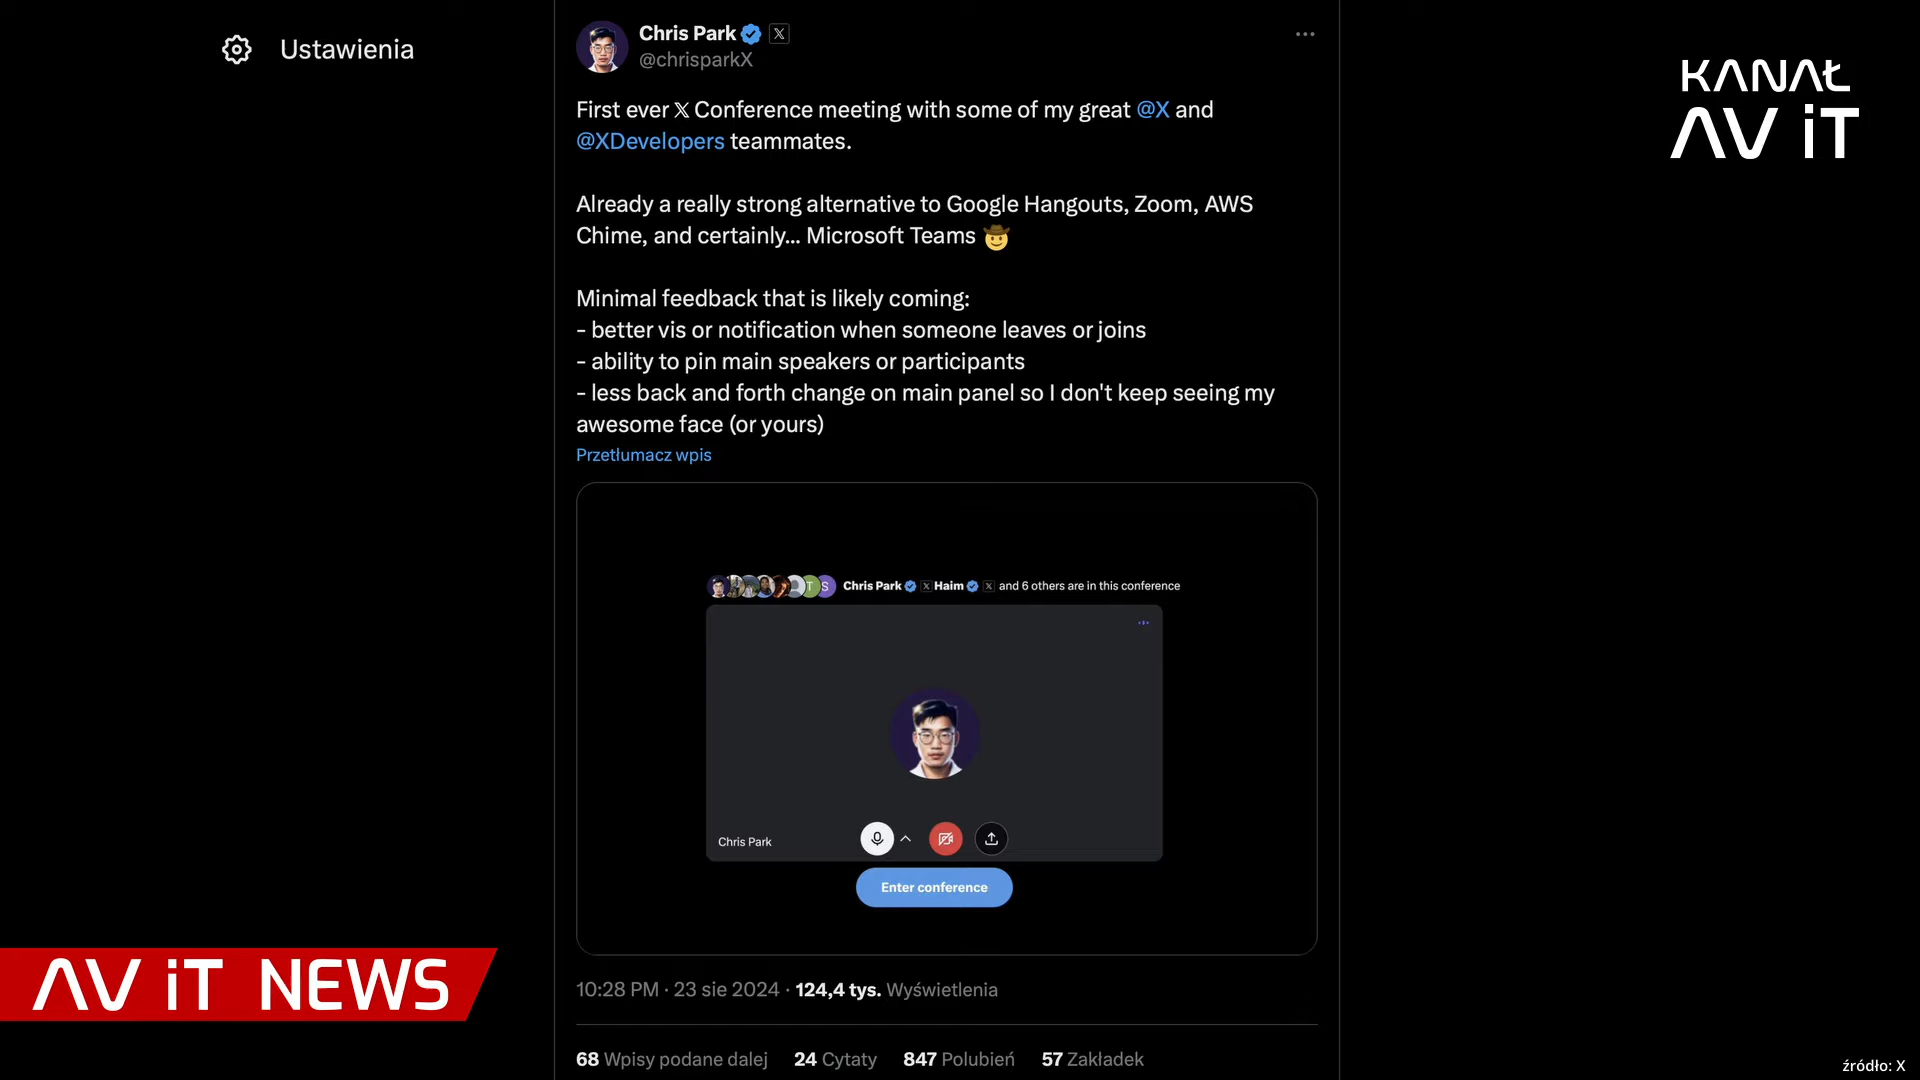 Ustawienia
Chris Park
@chrisparkX
First ever 𝕏 Conference meeting with some of my great @X and
@XDevelopers teammates.
Already a really strong alternative to Google Hangouts, Zoom, AWS
Chime, and certainly... Microsoft Teams 🤠
Minimal feedback that is likely coming:
- better vis or notification when someone leaves or joins
- ability to pin main speakers or participants
- less back and forth change on main panel so I don't keep seeing my
awesome face (or yours)
Przetłumacz wpis
T S Chris Park X Haim X and 6 others are in this conference
Chris Park
Enter conference
10:28 PM · 23 sie 2024 · 124,4 tys. Wyświetlenia
68 Wpisy podane dalej 24 Cytaty 847 Polubień 57 Zakładek
KANAŁ
AV iT
AV iT NEWS
źródło: X